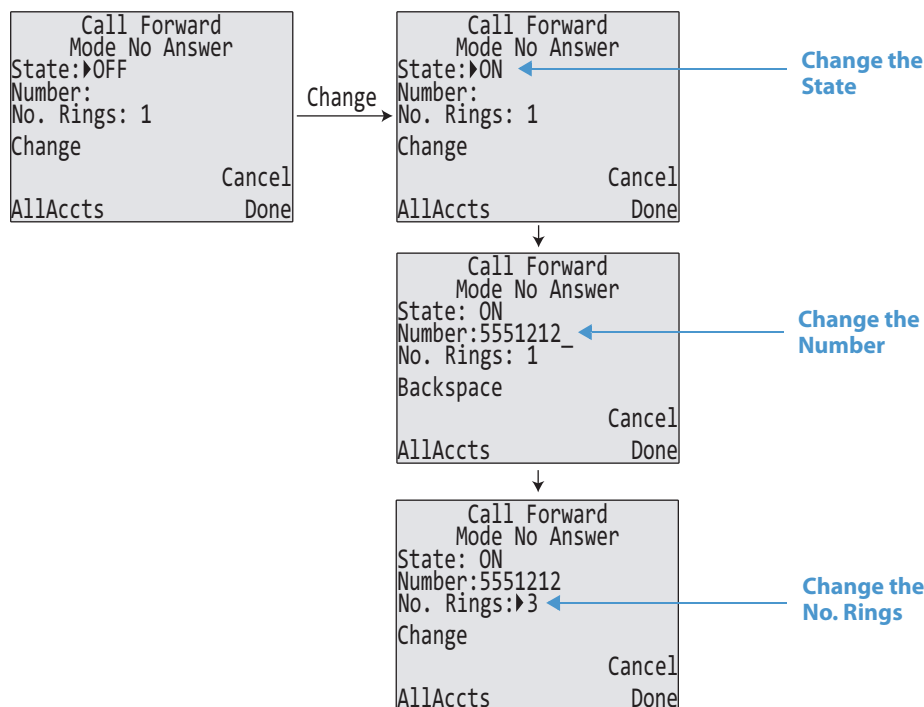 Call Forward
Mode No Answer
State:▶OFF
Number:
No. Rings: 1
Change
Cancel
AllAccts Done
Change
Call Forward
Mode No Answer
State:▶ON
Number:
No. Rings: 1
Change
Cancel
AllAccts Done
Change the
State
Call Forward
Mode No Answer
State: ON
Number:5551212_
No. Rings: 1
Backspace
Cancel
AllAccts Done
Change the
Number
Call Forward
Mode No Answer
State: ON
Number:5551212
No. Rings:▶3
Change
Cancel
AllAccts Done
Change the
No. Rings